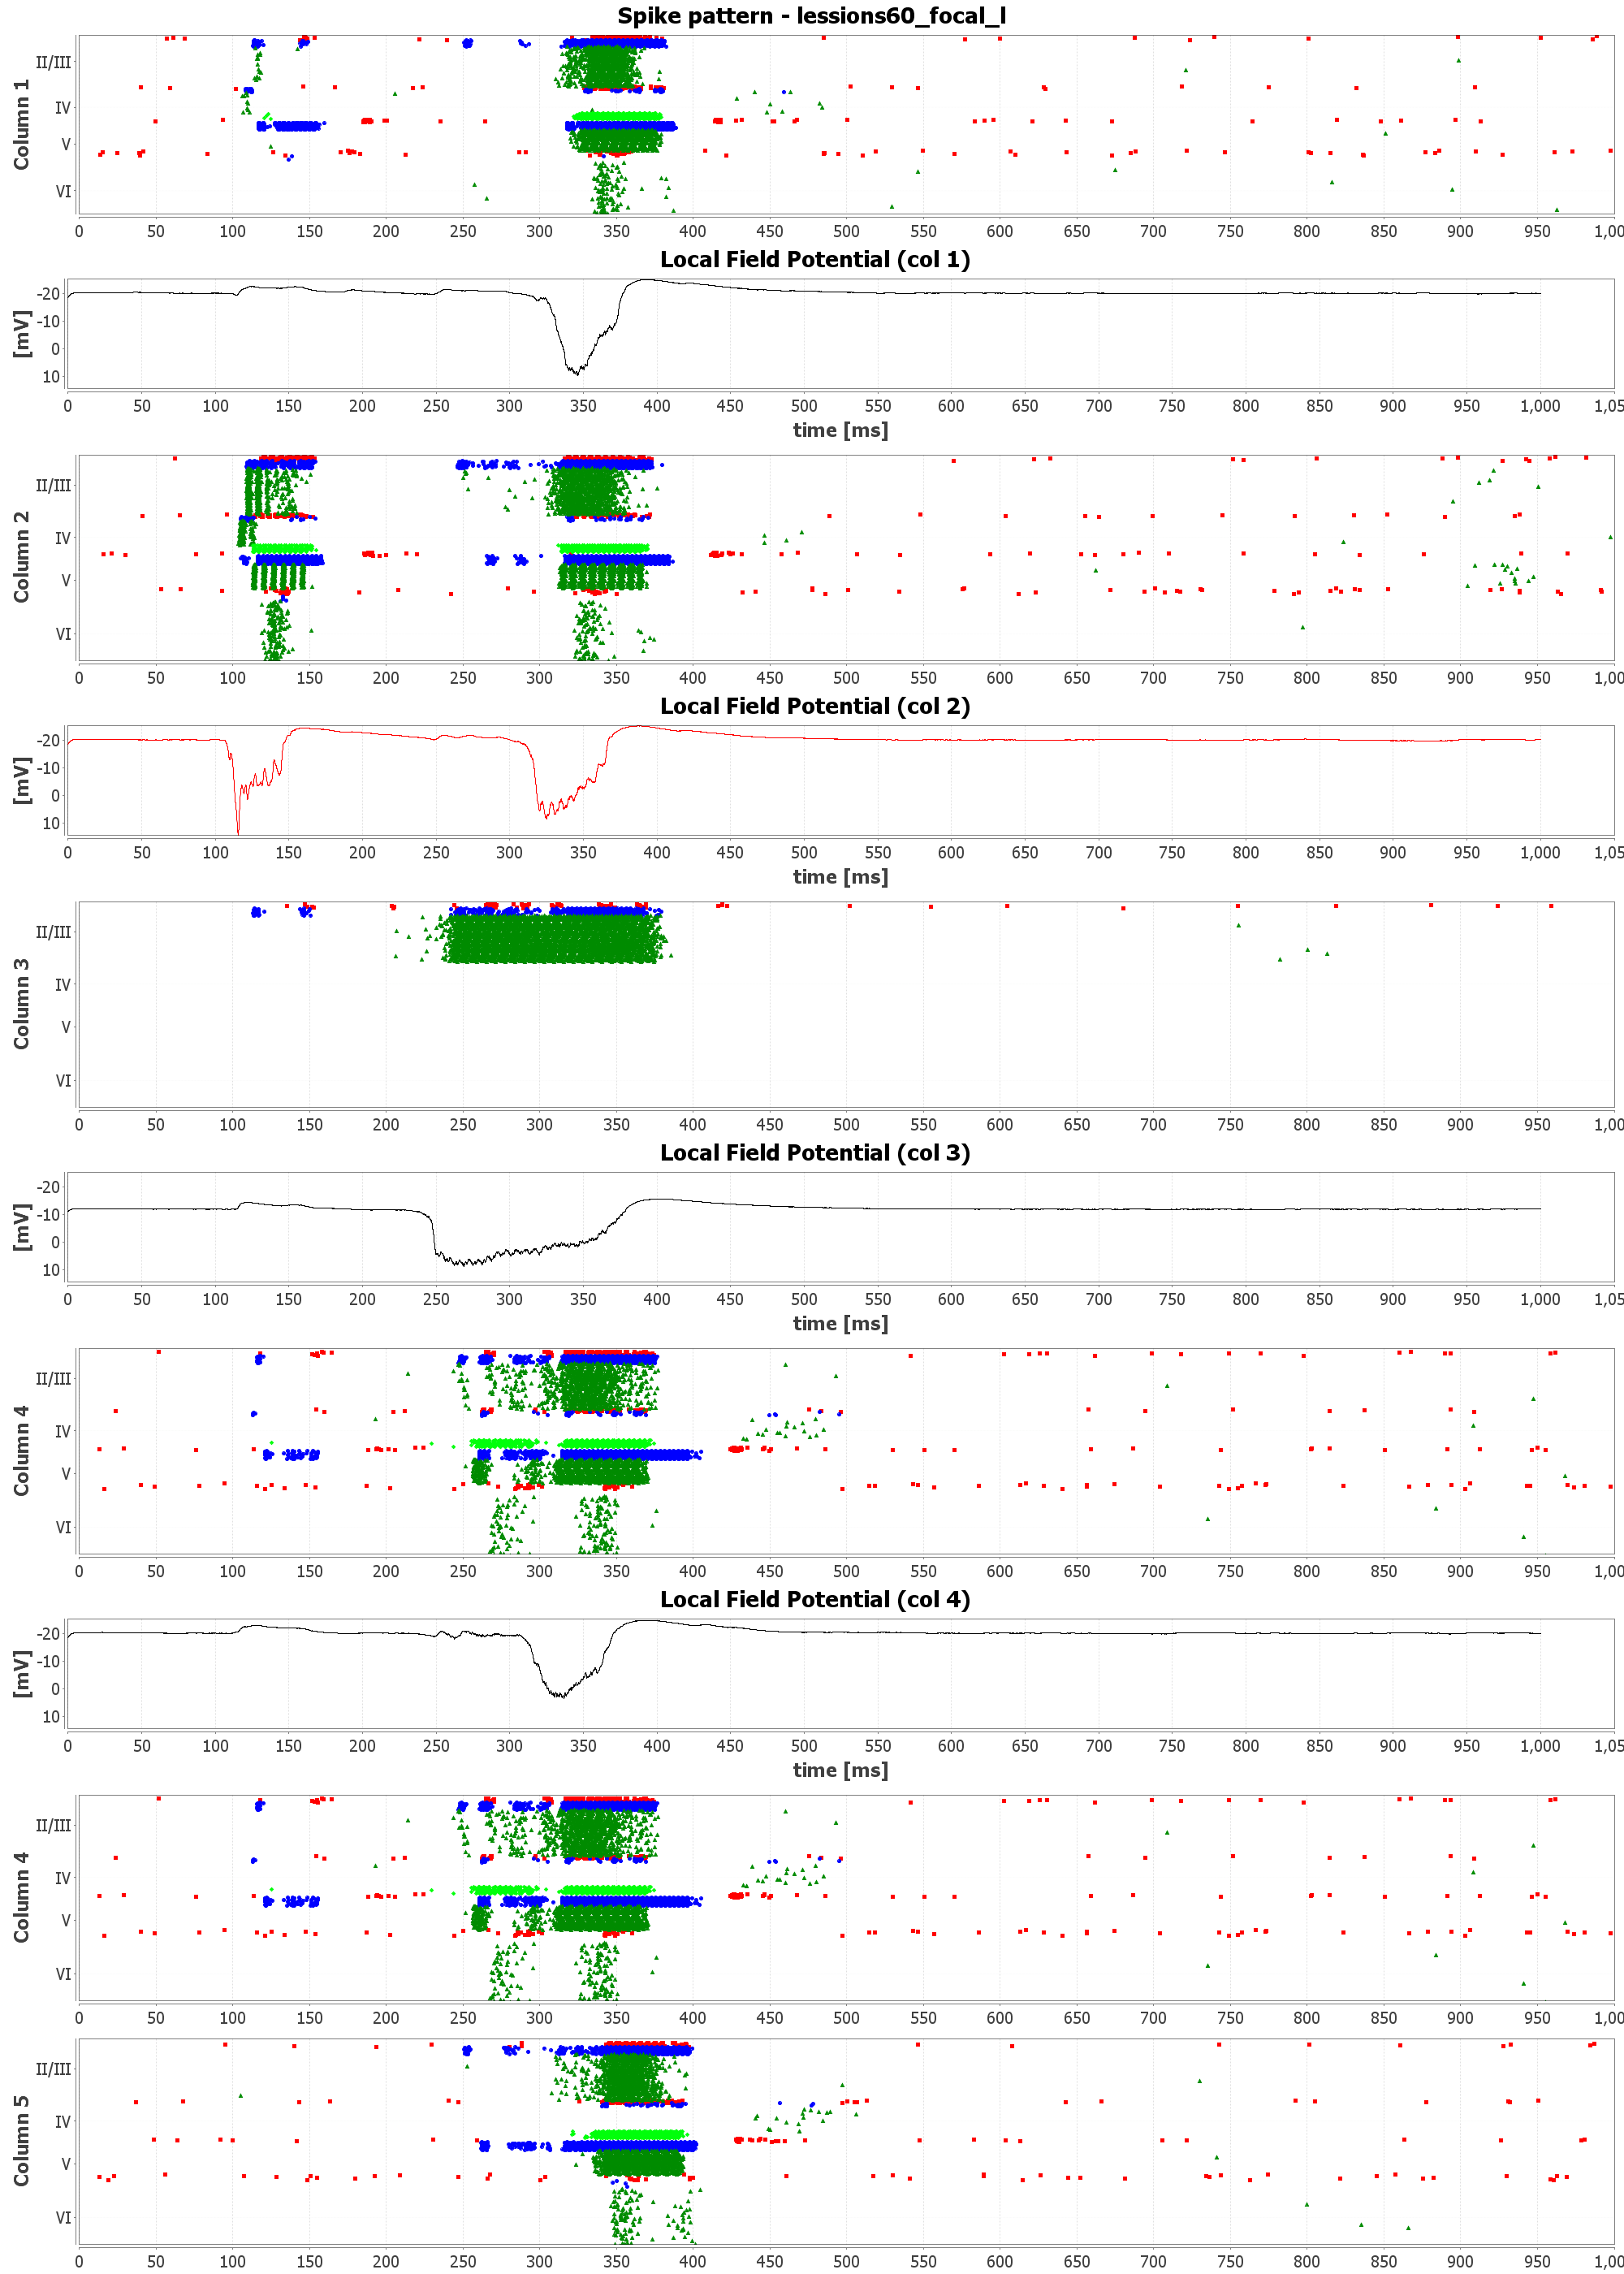 Spike pattern - lessions60_focal_l
Column 1
II/III
IV
V
VI
0 50 100 150 200 250 300 350 400 450 500 550 600 650 700 750 800 850 900 950 1,00
Local Field Potential (col 1)
[mV]
-20
-10
0
10
0 50 100 150 200 250 300 350 400 450 500 550 600 650 700 750 800 850 900 950 1,000 1,05
time [ms]
Column 2
II/III
IV
V
VI
0 50 100 150 200 250 300 350 400 450 500 550 600 650 700 750 800 850 900 950 1,00
Local Field Potential (col 2)
[mV]
-20
-10
0
10
0 50 100 150 200 250 300 350 400 450 500 550 600 650 700 750 800 850 900 950 1,000 1,05
time [ms]
Column 3
II/III
IV
V
VI
0 50 100 150 200 250 300 350 400 450 500 550 600 650 700 750 800 850 900 950 1,00
Local Field Potential (col 3)
[mV]
-20
-10
0
10
0 50 100 150 200 250 300 350 400 450 500 550 600 650 700 750 800 850 900 950 1,000 1,05
time [ms]
Column 4
II/III
IV
V
VI
0 50 100 150 200 250 300 350 400 450 500 550 600 650 700 750 800 850 900 950 1,00
Local Field Potential (col 4)
[mV]
-20
-10
0
10
0 50 100 150 200 250 300 350 400 450 500 550 600 650 700 750 800 850 900 950 1,000 1,05
time [ms]
Column 4
II/III
IV
V
VI
0 50 100 150 200 250 300 350 400 450 500 550 600 650 700 750 800 850 900 950 1,00
Column 5
II/III
IV
V
VI
0 50 100 150 200 250 300 350 400 450 500 550 600 650 700 750 800 850 900 950 1,00